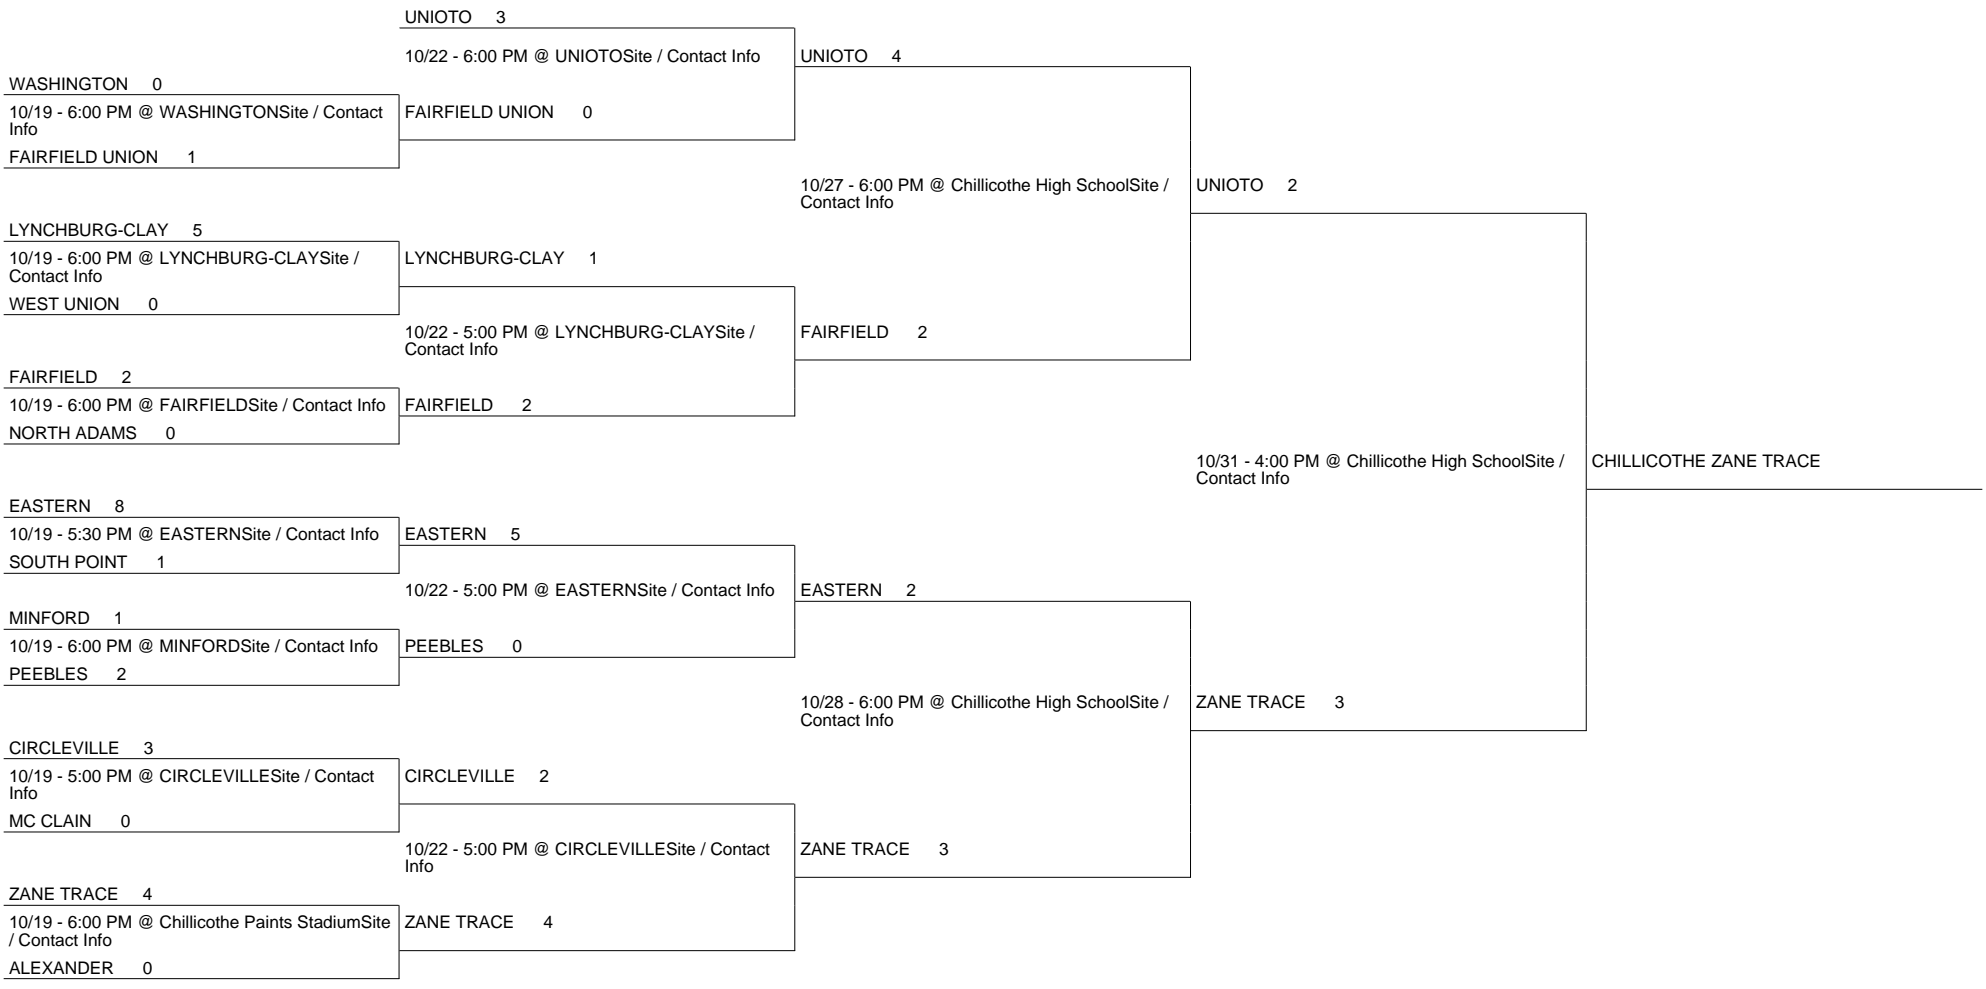 UNIOTO 3
10/22 - 6:00 PM @ UNIOTOSite / Contact Info
UNIOTO 4
WASHINGTON 0
10/19 - 6:00 PM @ WASHINGTONSite / Contact
Info
FAIRFIELD UNION 0
FAIRFIELD UNION 1
10/27 - 6:00 PM @ Chillicothe High SchoolSite /
Contact Info
UNIOTO 2
LYNCHBURG-CLAY 5
10/19 - 6:00 PM @ LYNCHBURG-CLAYSite /
Contact Info
LYNCHBURG-CLAY 1
WEST UNION 0
10/22 - 5:00 PM @ LYNCHBURG-CLAYSite /
Contact Info
FAIRFIELD 2
FAIRFIELD 2
10/19 - 6:00 PM @ FAIRFIELDSite / Contact Info
FAIRFIELD 2
NORTH ADAMS 0
10/31 - 4:00 PM @ Chillicothe High SchoolSite /
Contact Info
CHILLICOTHE ZANE TRACE
EASTERN 8
10/19 - 5:30 PM @ EASTERNSite / Contact Info
EASTERN 5
SOUTH POINT 1
10/22 - 5:00 PM @ EASTERNSite / Contact Info
EASTERN 2
MINFORD 1
10/19 - 6:00 PM @ MINFORDSite / Contact Info
PEEBLES 0
PEEBLES 2
10/28 - 6:00 PM @ Chillicothe High SchoolSite /
Contact Info
ZANE TRACE 3
CIRCLEVILLE 3
10/19 - 5:00 PM @ CIRCLEVILLESite / Contact
Info
CIRCLEVILLE 2
MC CLAIN 0
10/22 - 5:00 PM @ CIRCLEVILLESite / Contact
Info
ZANE TRACE 3
ZANE TRACE 4
10/19 - 6:00 PM @ Chillicothe Paints StadiumSite
/ Contact Info
ZANE TRACE 4
ALEXANDER 0